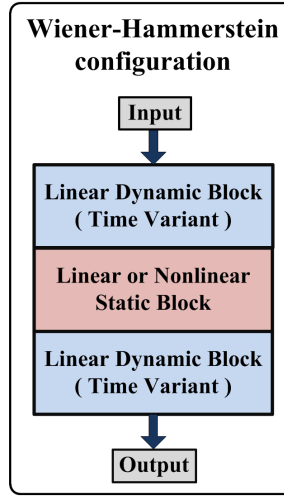 Wiener-Hammerstein
configuration
Input
Linear Dynamic Block
( Time Variant )
Linear or Nonlinear
Static Block
Linear Dynamic Block
( Time Variant )
Output